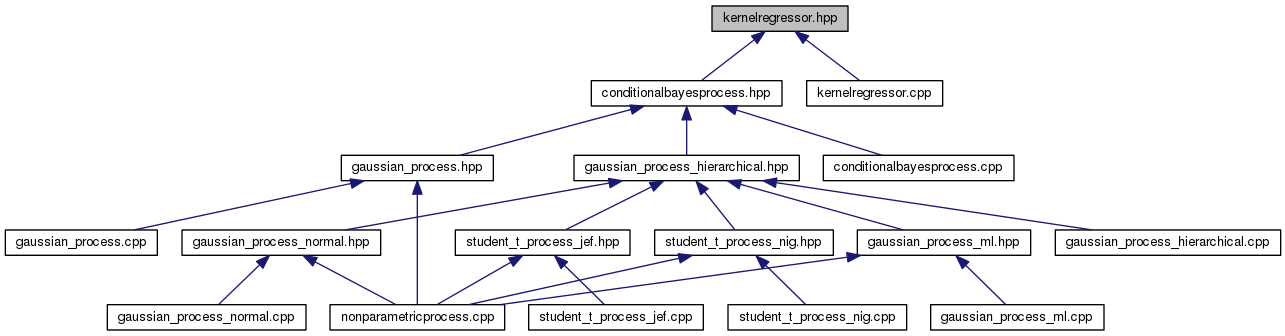 kernelregressor.hpp
conditionalbayesprocess.hpp
kernelregressor.cpp
gaussian_process.hpp
gaussian_process_hierarchical.hpp
conditionalbayesprocess.cpp
gaussian_process.cpp
gaussian_process_normal.hpp
student_t_process_jef.hpp
student_t_process_nig.hpp
gaussian_process_ml.hpp
gaussian_process_hierarchical.cpp
gaussian_process_normal.cpp
nonparametricprocess.cpp
student_t_process_jef.cpp
student_t_process_nig.cpp
gaussian_process_ml.cpp